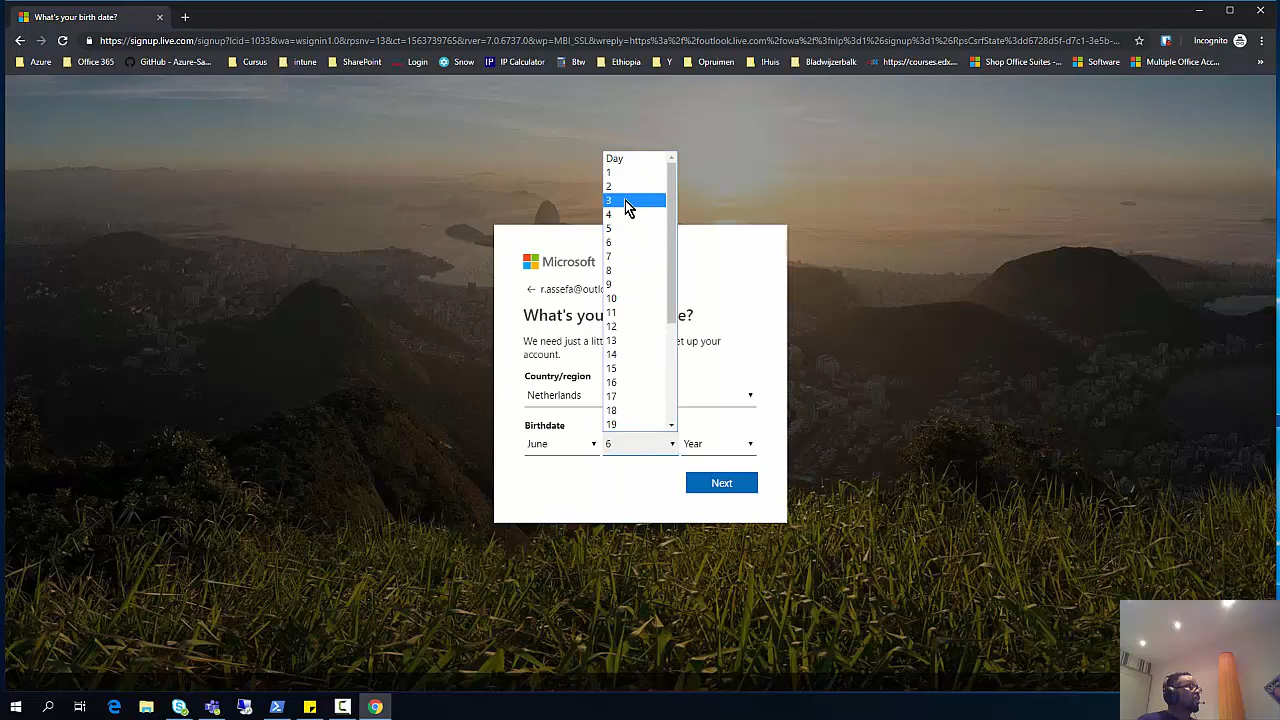 What's your birth date?
https://signup.live.com/signup?lcid=1033&wa=wsignin1.0&rpsnv=13&ct=1563739765&rver=7.0.6737.0&wp=MBI_SSL&wreply=https%3a%2f%2foutlook.live.com%2fowa%2f%3fnlp%3d1%26signup%3d1%26RpsCsrfState%3dd6728d5f-d7c1-3e5b-...
Incognito
Azure
Office 365
GitHub - Azure-Sa...
Cursus
intune
SharePoint
Login
Snow
IP IP Calculator
Btw
Ethiopia
Y
Opruimen
IHuis
Bladwijzerbalk
https://courses.edx...
Shop Office Suites -...
Software
Multiple Office Acc...
»
Day
1
2
3
4
5
6
7
8
9
10
11
12
13
14
15
16
17
18
19
Microsoft
← r.assefa@outlo
What's you e?
We need just a litt et up your
account.
Country/region
Netherlands
Birthdate
June 6 Year
Next